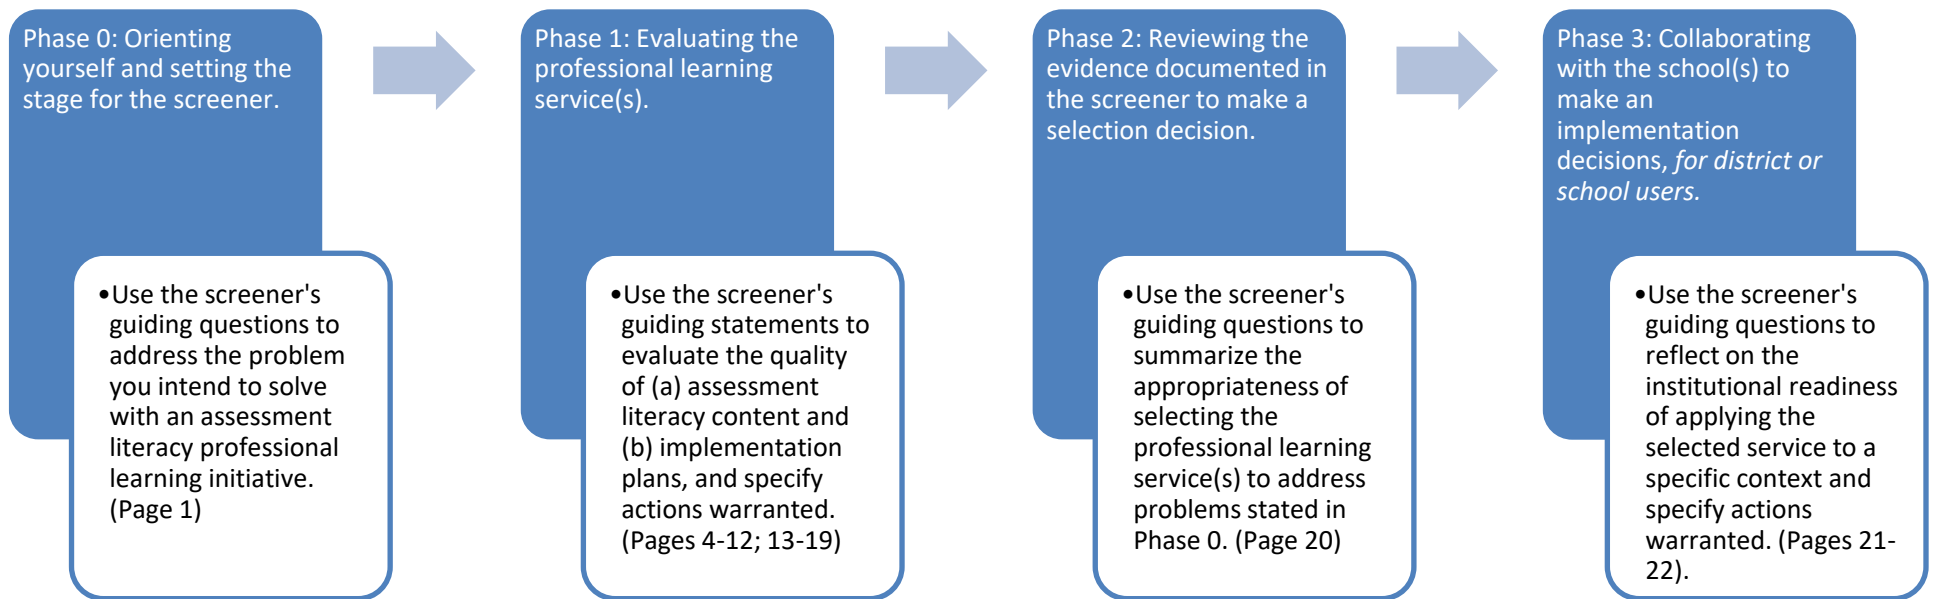 Phase 0: Orienting
yourself and setting the
stage for the screener.
•Use the screener's
guiding questions to
address the problem
you intend to solve
with an assessment
literacy professional
learning initiative.
(Page 1)
Phase 1: Evaluating the
professional learning
service(s).
•Use the screener's
guiding statements to
evaluate the quality
of (a) assessment
literacy content and
(b) implementation
plans, and specify
actions warranted.
(Pages 4-12; 13-19)
Phase 2: Reviewing the
evidence documented in
the screener to make a
selection decision.
•Use the screener's
guiding questions to
summarize the
appropriateness of
selecting the
professional learning
service(s) to address
problems stated in
Phase 0. (Page 20)
Phase 3: Collaborating
with the school(s) to
make an
implementation
decisions, for district or
school users.
•Use the screener's
guiding questions to
reflect on the
institutional readiness
of applying the
selected service to a
specific context and
specify actions
warranted. (Pages 21-
22).